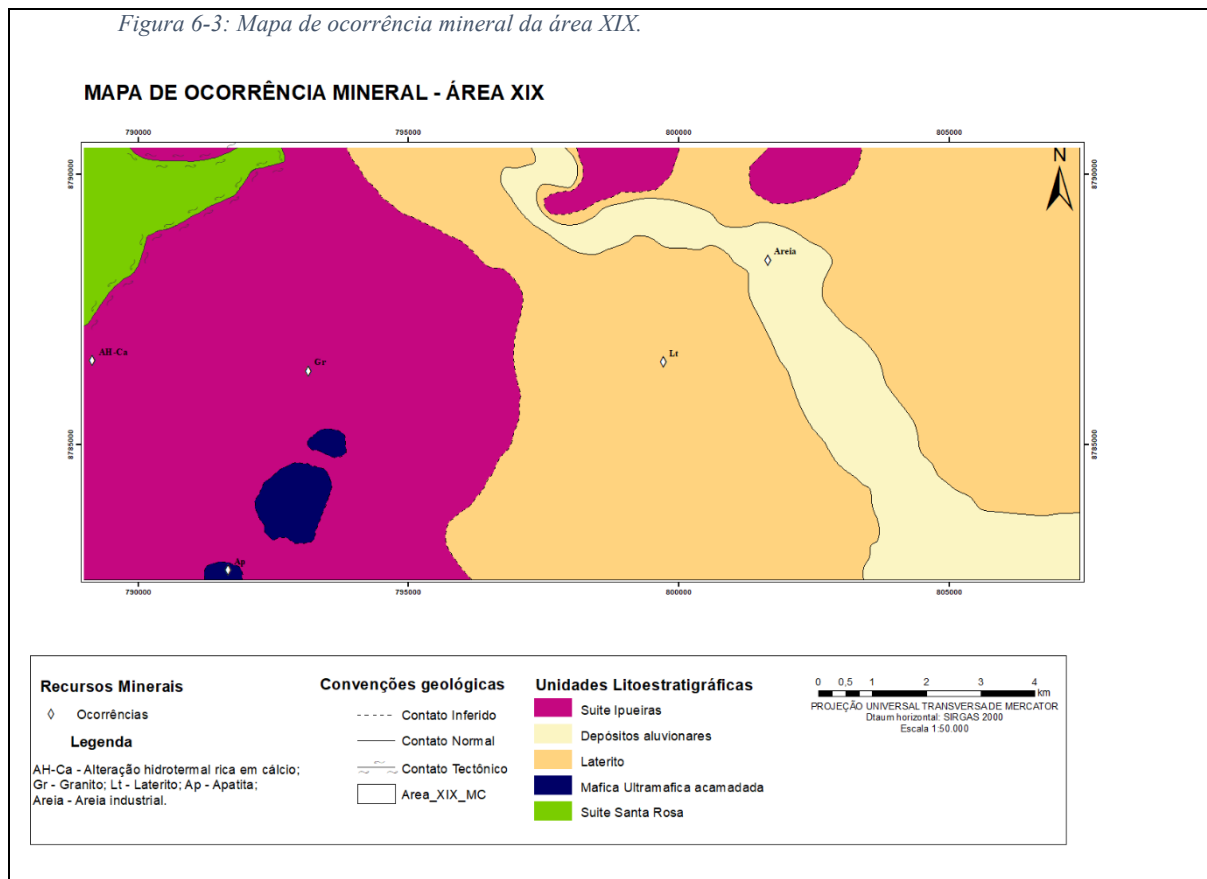 Figura 6-3: Mapa de ocorrência mineral da área XIX.
MAPA DE OCORRÊNCIA MINERAL - ÁREA XIX
790000 795000 800000 805000
8790000 8790000
N
Areia
AH-Ca
Gr
Lt
8785000 8785000
Ap
790000 795000 800000 805000
Recursos Minerais
Ocorrências
Legenda
AH-Ca - Alteração hidrotermal rica em cálcio;
Gr - Granito; Lt - Laterito; Ap - Apatita;
Areia - Areia industrial.
Convenções geológicas
Contato Inferido
Contato Normal
Contato Tectônico
Area_XIX_MC
Unidades Litoestratigráficas
Suite Ipueiras
Depósitos aluvionares
Laterito
Mafica Ultramafica acamadada
Suite Santa Rosa
0 0,5 1 2 3 4
km
PROJEÇÃO UNIVERSAL TRANSVERSA DE MERCATOR
Dtaum horizontal: SIRGAS 2000
Escala 1:50.000